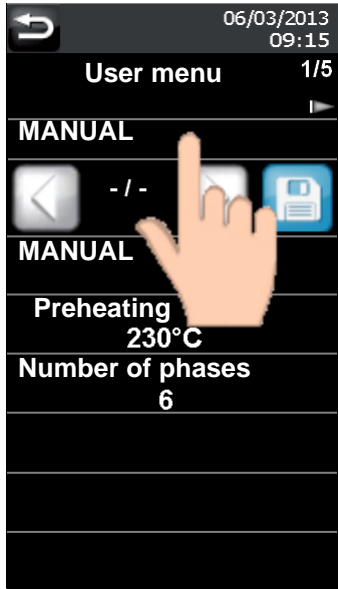 06/03/2013
09:15
User menu 1/5
MANUAL
- / -
MANUAL
Preheating
230°C
Number of phases
6